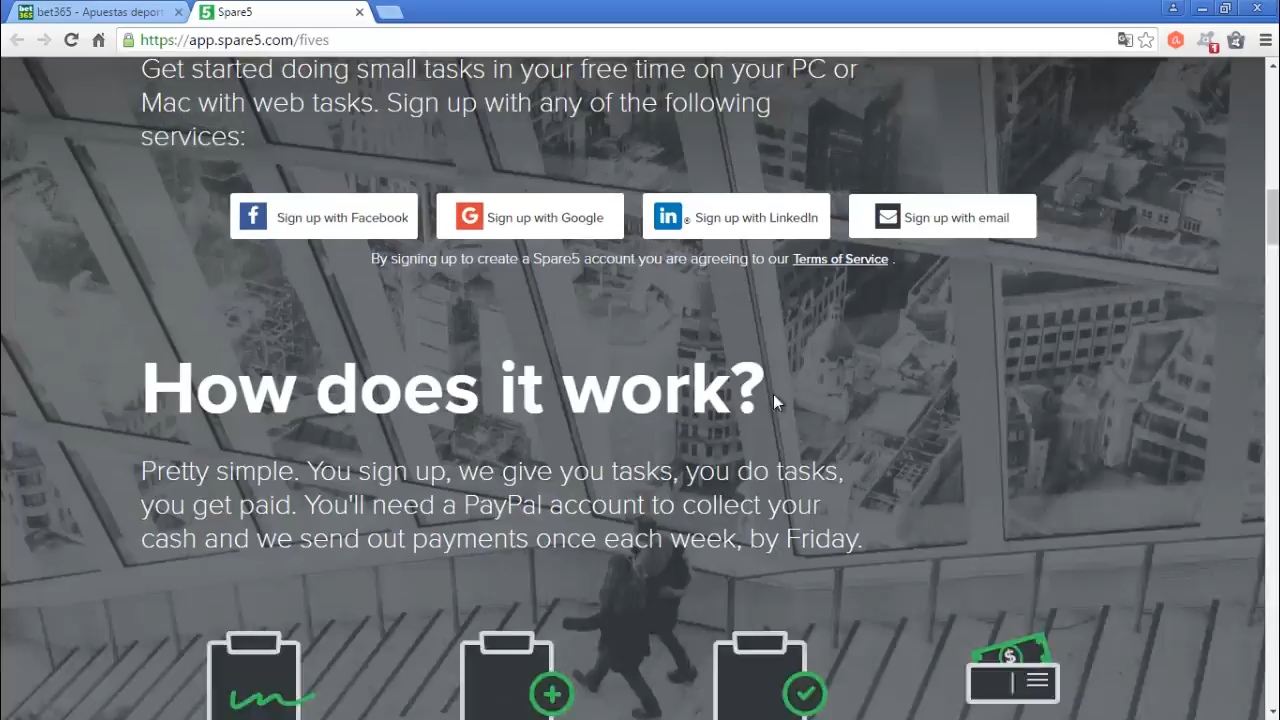 bet365 - Apuestas deport
Spare5
https://app.spare5.com/fives
1
Get started doing small tasks in your free time on your PC or
Mac with web tasks. Sign up with any of the following
services:
Sign up with Facebook
Sign up with Google
Sign up with LinkedIn
Sign up with email
By signing up to create a Spare5 account you are agreeing to our Terms of Service .
How does it work?
Pretty simple. You sign up, we give you tasks, you do tasks,
you get paid. You'll need a PayPal account to collect your
cash and we send out payments once each week, by Friday.